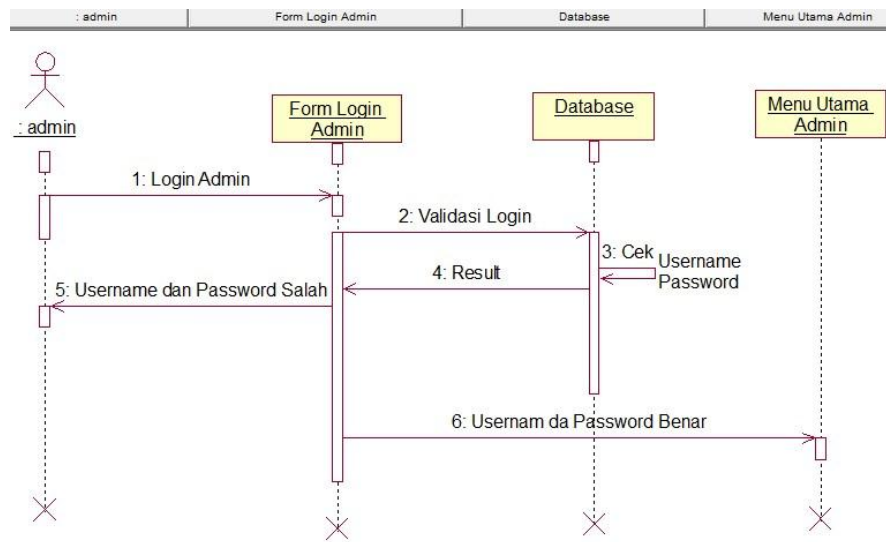 : admin
Form Login Admin
Database
Menu Utama Admin
: admin
Form Login
Admin
Database
Menu Utama
Admin
1: Login Admin
2: Validasi Login
3: Cek Username
Password
4: Result
5: Username dan Password Salah
6: Usernam da Password Benar